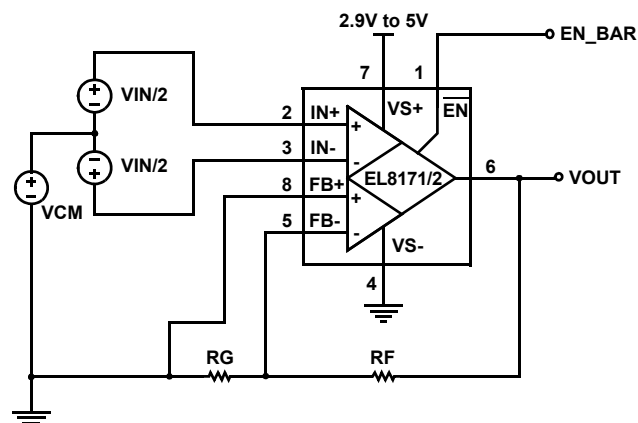 2.9V to 5V
EN_BAR
7
1
VIN/2
2
IN+
VS+
EN
+
-
+
3
IN-
-
VIN/2
-
+
8
FB+
+
EL8171/2
6
VOUT
+
-
VCM
5
FB-
-
VS-
4
RG
RF